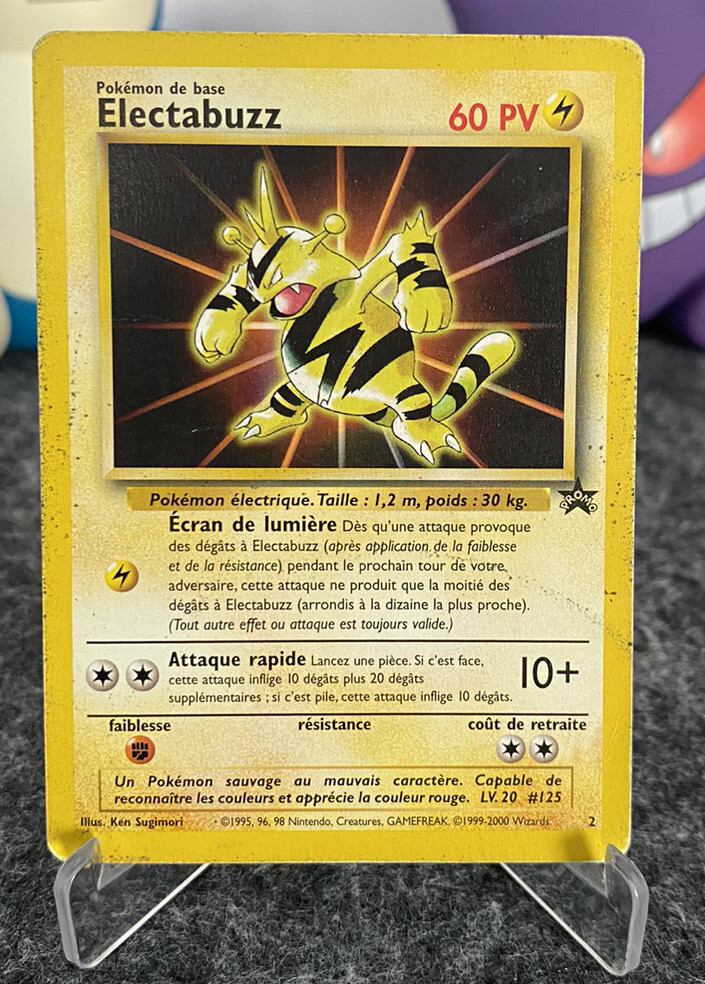 Pokémon de base
Electabuzz
60 PV
Pokémon électrique. Taille : 1,2 m, poids : 30 kg.
PROMO
Écran de lumière Dès qu'une attaque provoque
des dégâts à Electabuzz (après application de la faiblesse
et de la résistance) pendant le prochain tour de votre
adversaire, cette attaque ne produit que la moitié des
dégâts à Electabuzz (arrondis à la dizaine la plus proche).
(Tout autre effet ou attaque est toujours valide.)
Attaque rapide Lancez une pièce. Si c'est face,
cette attaque inflige 10 dégâts plus 20 dégâts
supplémentaires ; si c'est pile, cette attaque inflige 10 dégâts.
10+
faiblesse résistance coût de retraite
Un Pokémon sauvage au mauvais caractère. Capable de
reconnaître les couleurs et apprécie la couleur rouge. LV. 20 #125
Illus. Ken Sugimori ©1995, 96, 98 Nintendo, Creatures, GAMEFREAK. ©1999-2000 Wizards. 2